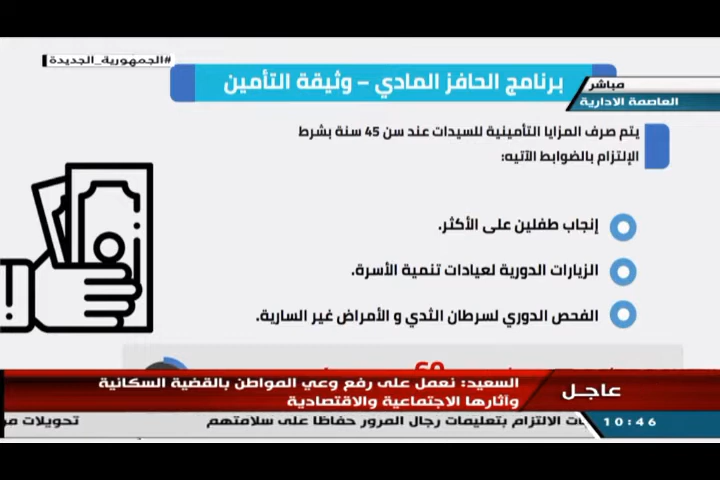 #الجمهورية_الجديدة
برنامج الحافز المادي – وثيقة التأمين
مباشر
العاصمة الادارية
يتم صرف المزايا التأمينية للسيدات عند سن 45 سنة بشرط
الإلتزام بالضوابط الآتيه:
إنجاب طفلين على الأكثر.
الزيارات الدورية لعيادات تنمية الأسرة.
الفحص الدوري لسرطان الثدي و الأمراض غير السارية.
عاجل
السعيد: نعمل على رفع وعي المواطن بالقضية السكانية
وآثارها الاجتماعية والاقتصادية
10:46
الالتزام بتعليمات رجال المرور حفاظا على سلامتهم
تحويلات